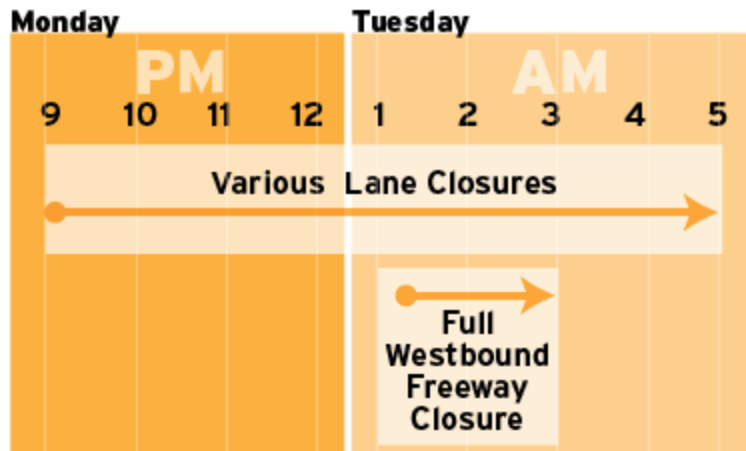 Monday Tuesday
PM AM
9 10 11 12 1 2 3 4 5
Various Lane Closures
Full
Westbound
Freeway
Closure